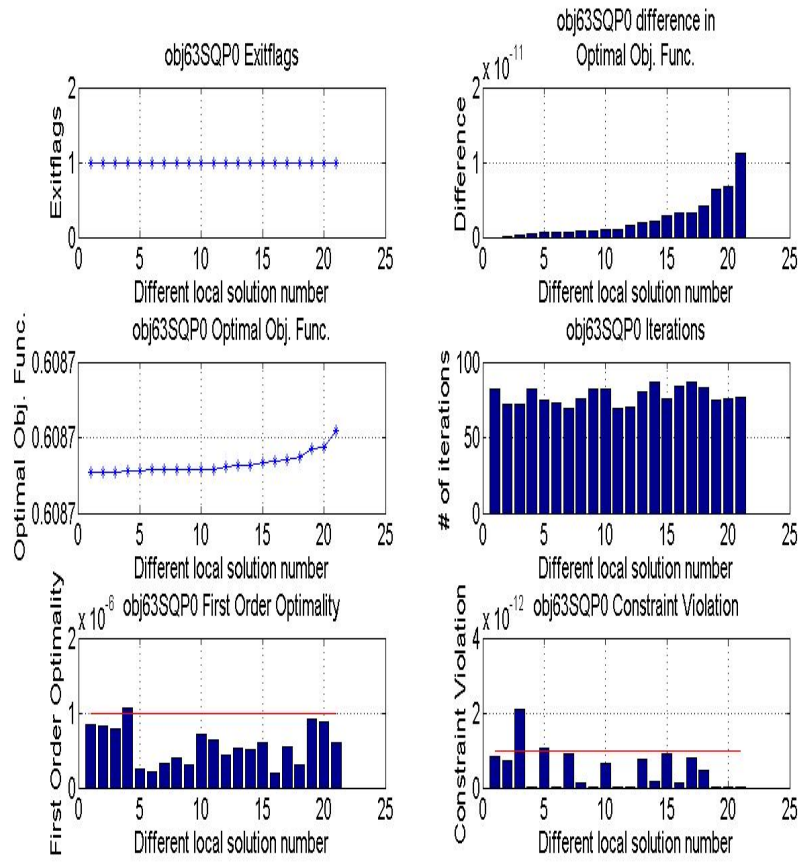 obj63SQP0 Exitflags
Exitflags
2
1
0
0 5 10 15 20 25
Different local solution number
obj63SQP0 difference in
Optimal Obj. Func.
x 10^-11
Difference
2
1
0
0 5 10 15 20 25
Different local solution number
obj63SQP0 Optimal Obj. Func.
Optimal Obj. Func.
0.6087
0.6087
0.6087
0 5 10 15 20 25
Different local solution number
obj63SQP0 Iterations
# of iterations
100
50
0
0 5 10 15 20 25
Different local solution number
x 10^-6
obj63SQP0 First Order Optimality
First Order Optimality
2
1
0
0 5 10 15 20 25
Different local solution number
x 10^-12
obj63SQP0 Constraint Violation
Constraint Violation
4
2
0
0 5 10 15 20 25
Different local solution number